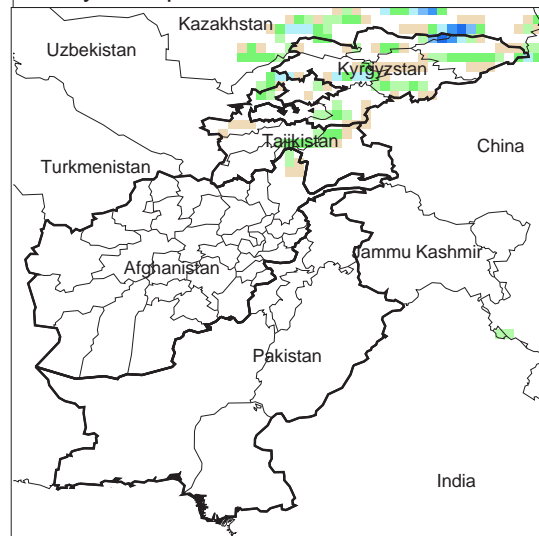 Kazakhstan
Uzbekistan
Kyrgyzstan
Tajikistan
China
Turkmenistan
Jammu Kashmir
Afghanistan
Pakistan
India